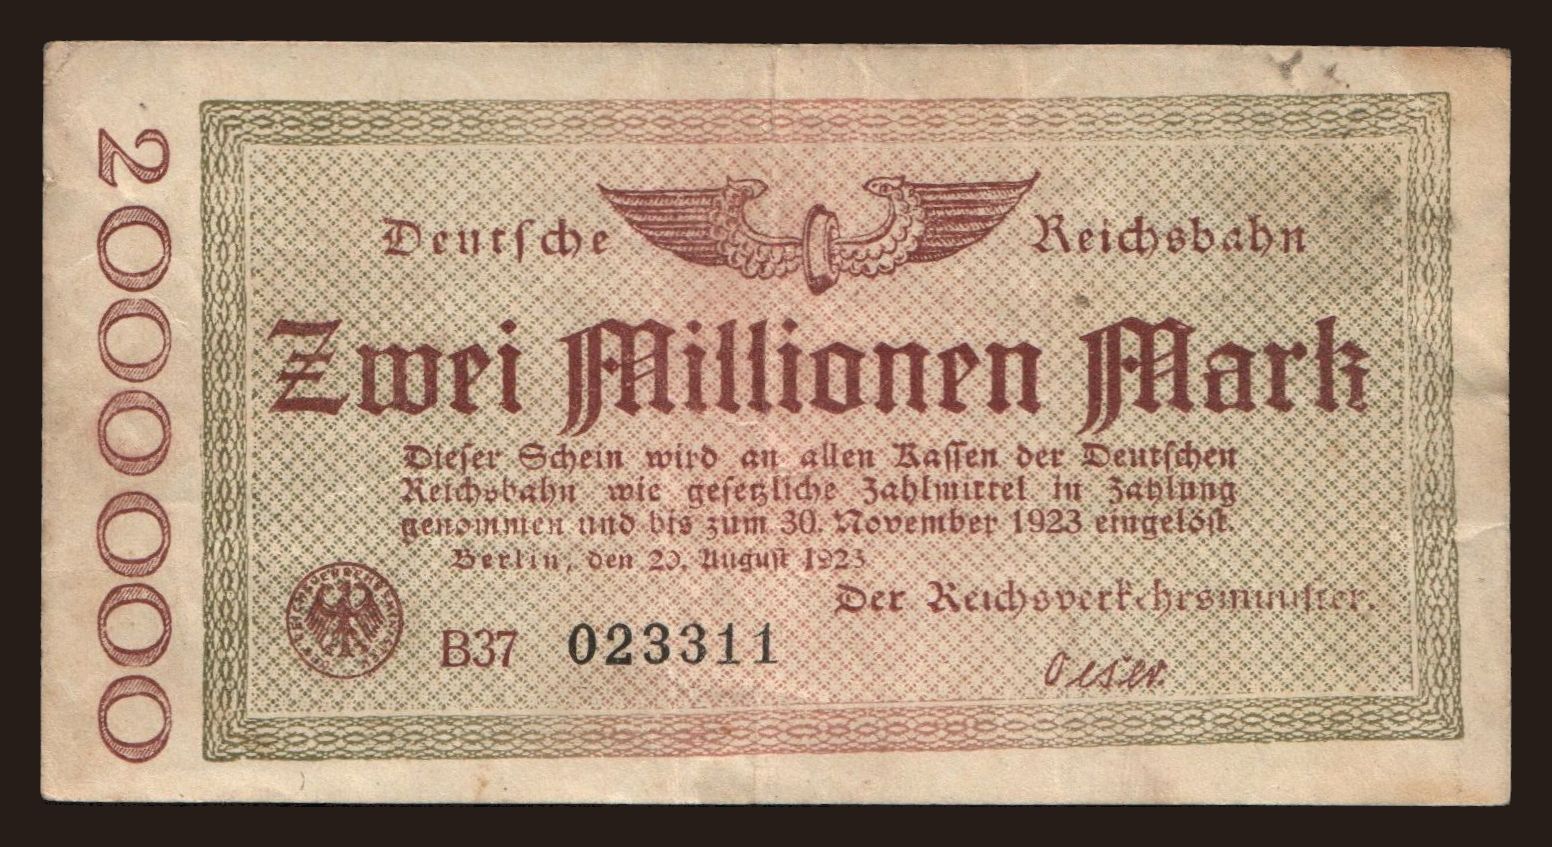 2000000
Deutsche Reichsbahn
Zwei Millionen Mark
Dieser Schein wird an allen Kassen der Deutschen
Reichsbahn wie gesetzliche Zahlmittel in Zahlung
genommen und bis zum 30. November 1923 eingelöst.
Berlin, den 20. August 1923
Der Reichsverkehrsminister.
B37 023311
Oeser